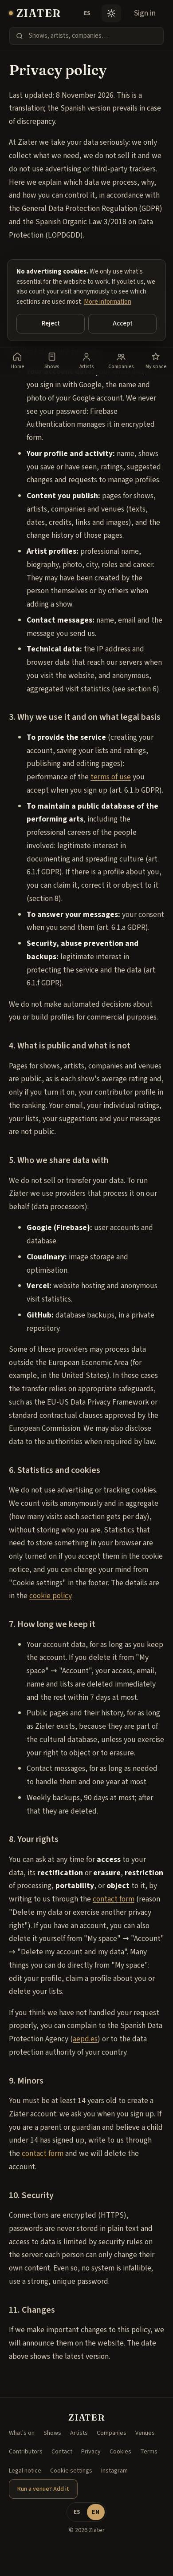 ZIATER
ES
Sign in
Shows, artists, companies…
Privacy policy
Last updated: 8 November 2026. This is a
translation; the Spanish version prevails in case
of discrepancy.
At Ziater we take your data seriously: we only
collect what we need, we do not sell it and we
do not use advertising or third-party trackers.
Here we explain which data we process, why,
and how you can control it, in accordance with
the General Data Protection Regulation (GDPR)
and the Spanish Organic Law 3/2018 on Data
Protection (LOPDGDD).
No advertising cookies. We only use what's
essential for the website to work. If you allow it, we
also count your visit anonymously to see which
sections are used most. More information
Reject
Accept
Home
Shows
Artists
Companies
My space
you sign in with Google, the name and
photo of your Google account. We never
see your password: Firebase
Authentication manages it in encrypted
form.
Your profile and activity: name, shows
you save or have seen, ratings, suggested
changes and requests to manage profiles.
Content you publish: pages for shows,
artists, companies and venues (texts,
dates, credits, links and images), and the
change history of those pages.
Artist profiles: professional name,
biography, photo, city, roles and career.
They may have been created by the
person themselves or by others when
adding a show.
Contact messages: name, email and the
message you send us.
Technical data: the IP address and
browser data that reach our servers when
you visit the website and, anonymously,
aggregated visit statistics (see section 6).
3. Why we use it and on what legal basis
To provide the service (creating your
account, saving your lists and ratings,
publishing and editing pages):
performance of the terms of use you
accept when you sign up (art. 6.1.b GDPR).
To maintain a public database of the
performing arts, including the
professional careers of the people
involved: legitimate interest in
documenting and spreading culture (art.
6.1.f GDPR). If there is a profile about you,
you can claim it, correct it or object to it
(section 8).
To answer your messages: your consent
when you send them (art. 6.1.a GDPR).
Security, abuse prevention and
backups: legitimate interest in
protecting the service and the data (art.
6.1.f GDPR).
We do not make automated decisions about
you or build profiles for commercial purposes.
4. What is public and what is not
Pages for shows, artists, companies and venues
are public, as is each show's average rating and,
only if you turn it on, your contributor profile in
the ranking. Your email, your individual ratings,
your lists, your suggestions and your messages
are not public.
5. Who we share data with
We do not sell or transfer your data. To run
Ziater we use providers that process it on our
behalf (data processors):
Google (Firebase): user accounts and
database.
Cloudinary: image storage and
optimisation.
Vercel: website hosting and anonymous
visit statistics.
GitHub: database backups, in a private
repository.
Some of these providers may process data
outside the European Economic Area (for
example, in the United States). In those cases
the transfer relies on appropriate safeguards,
such as the EU-US Data Privacy Framework or
standard contractual clauses approved by the
European Commission. We may also disclose
data to the authorities when required by law.
6. Statistics and cookies
We do not use advertising or tracking cookies.
We count visits anonymously and in aggregate
(how many visits each section gets per day),
without storing who you are. Statistics that
need to store something in your browser are
only turned on if you accept them in the cookie
notice, and you can change your mind from
"Cookie settings" in the footer. The details are
in the cookie policy.
7. How long we keep it
Your account data, for as long as you keep
the account. If you delete it from "My
space" → "Account", your access, email,
name and lists are deleted immediately
and the rest within 7 days at most.
Public pages and their history, for as long
as Ziater exists, because they are part of
the cultural database, unless you exercise
your right to object or to erasure.
Contact messages, for as long as needed
to handle them and one year at most.
Weekly backups, 90 days at most; after
that they are deleted.
8. Your rights
You can ask at any time for access to your
data, its rectification or erasure, restriction
of processing, portability, or object to it, by
writing to us through the contact form (reason
"Delete my data or exercise another privacy
right"). If you have an account, you can also
delete it yourself from "My space" → "Account"
→ "Delete my account and my data". Many
things you can do directly from "My space":
edit your profile, claim a profile about you or
delete your lists.
If you think we have not handled your request
properly, you can complain to the Spanish Data
Protection Agency (aepd.es) or to the data
protection authority of your country.
9. Minors
You must be at least 14 years old to create a
Ziater account: we ask you when you sign up. If
you are a parent or guardian and believe a child
under 14 has signed up, write to us through
the contact form and we will delete the
account.
10. Security
Connections are encrypted (HTTPS),
passwords are never stored in plain text and
access to data is limited by security rules on
the server: each person can only change their
own content. Even so, no system is infallible;
use a strong, unique password.
11. Changes
If we make important changes to this policy, we
will announce them on the website. The date
above shows the latest version.
ZIATER
What's on
Shows
Artists
Companies
Venues
Contributors
Contact
Privacy
Cookies
Terms
Legal notice
Cookie settings
Instagram
Run a venue? Add it
ES
EN
© 2026 Ziater